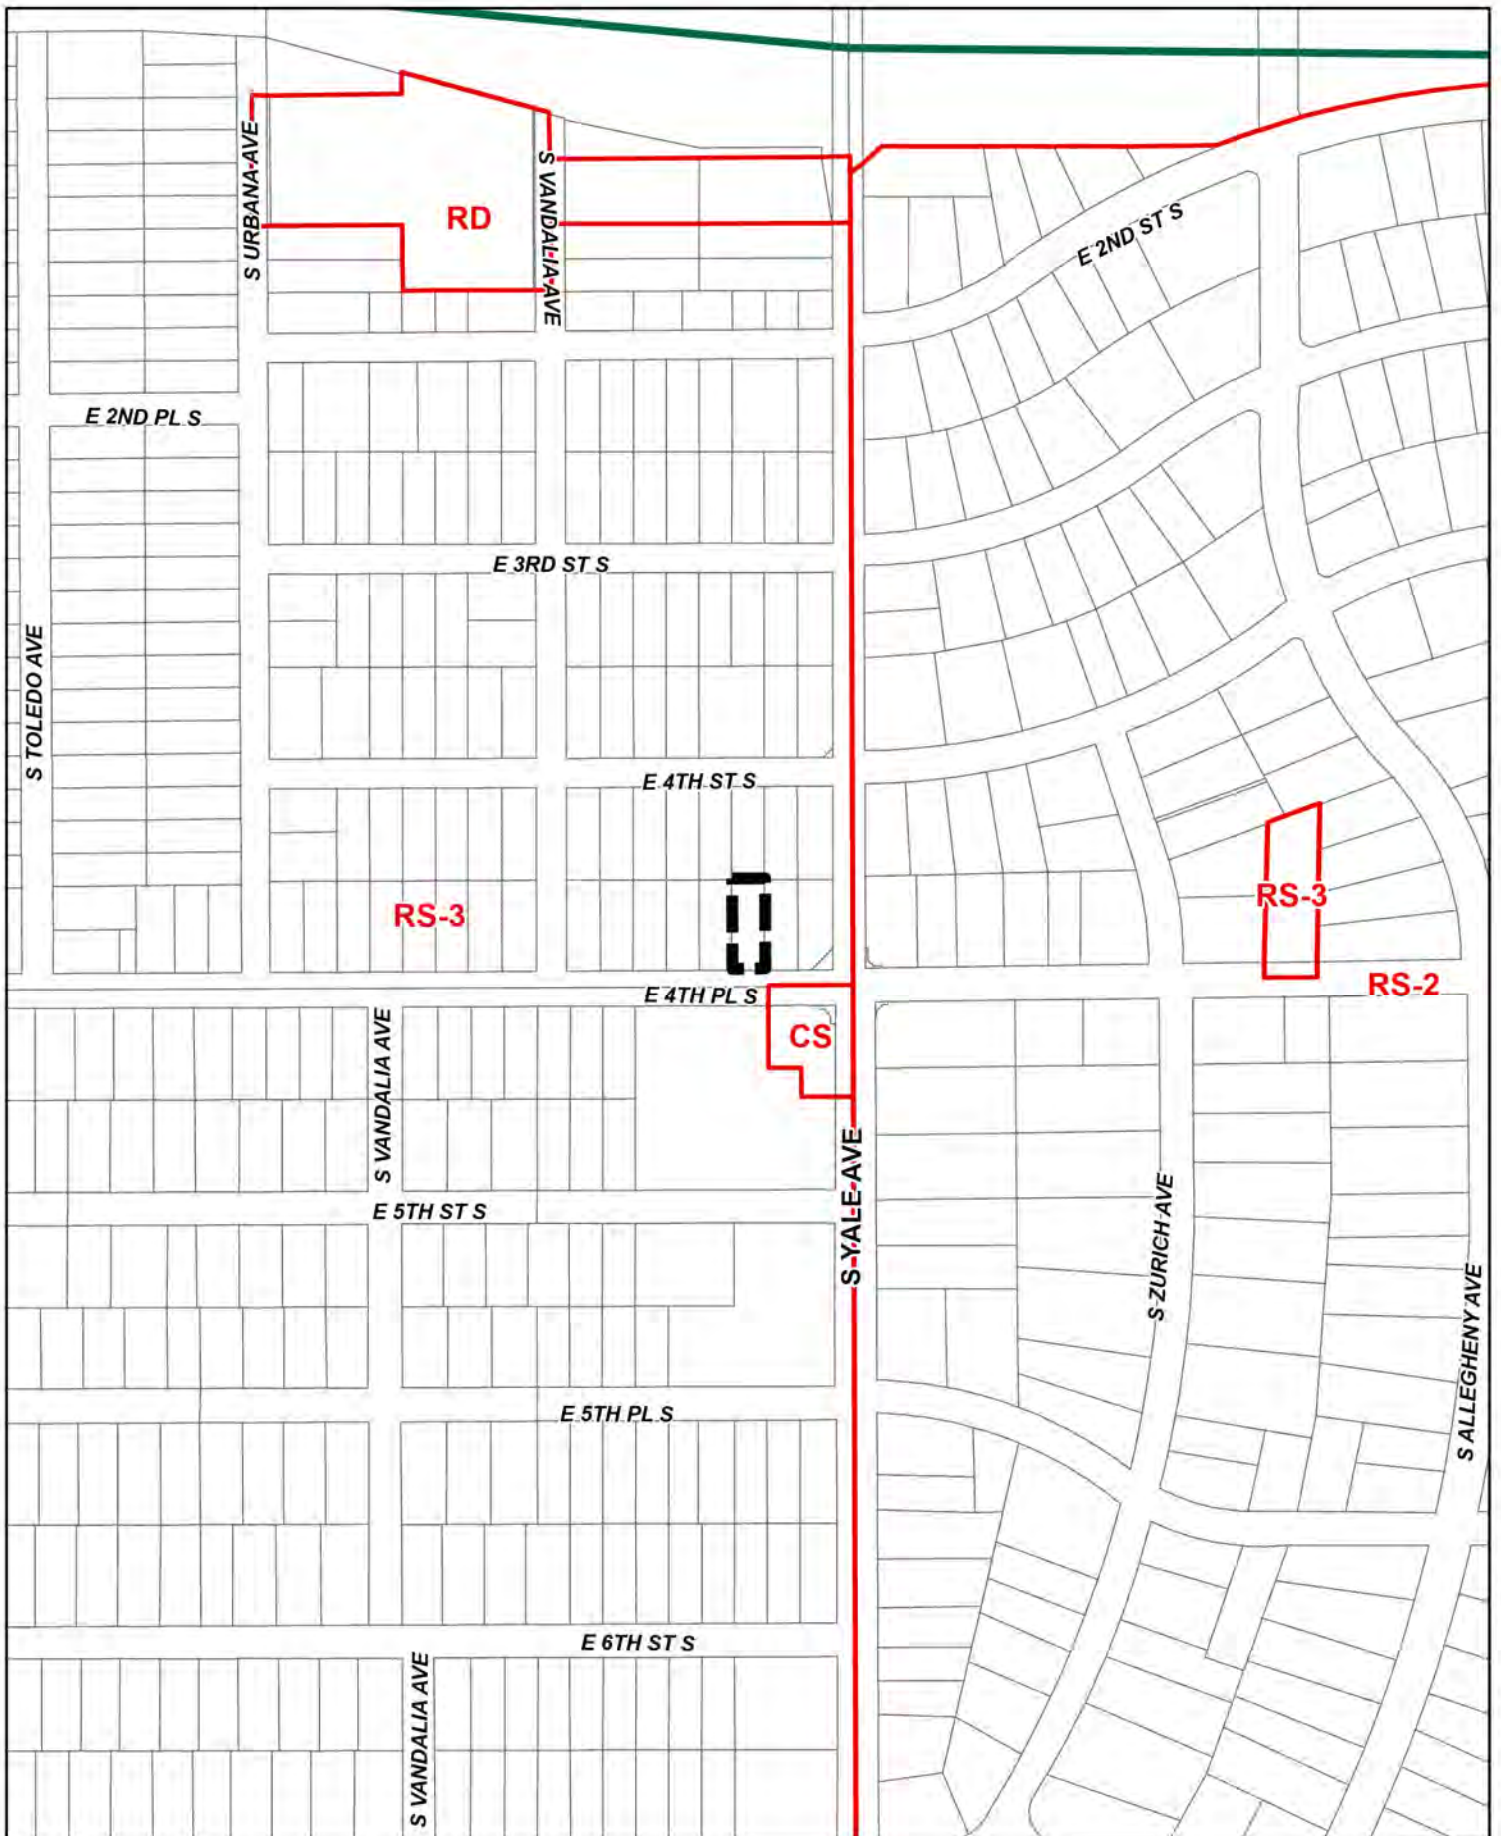 S URBANA AVE
S VANDALIA AVE
RD
E 2ND ST S
E 2ND PL S
E 3RD ST S
S TOLEDO AVE
E 4TH ST S
RS-3
RS-3
RS-2
E 4TH PL S
CS
S VANDALIA AVE
S YALE AVE
E 5TH ST S
S ZURICH AVE
S ALLEGHENY AVE
E 5TH PL S
E 6TH ST S
S VANDALIA AVE